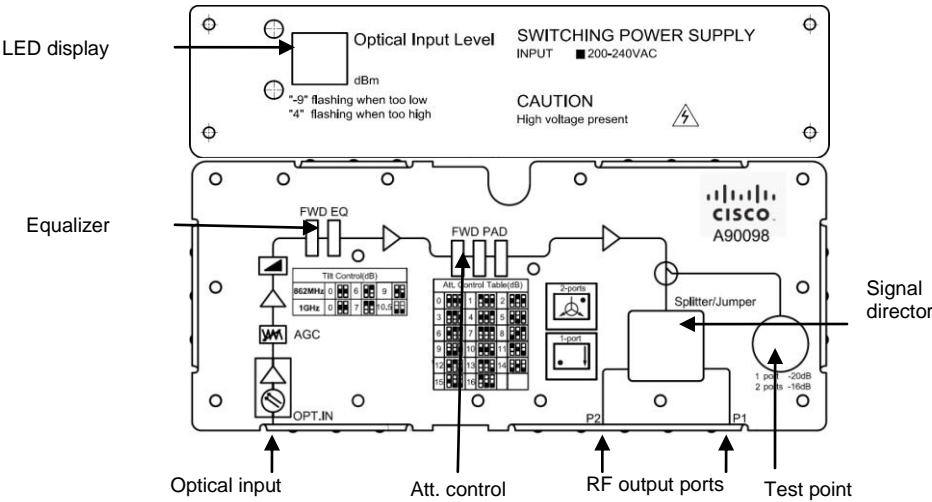 LED display
Optical Input Level
dBm
"-9" flashing when too low
"4" flashing when too high
SWITCHING POWER SUPPLY
INPUT ■ 200-240VAC
CAUTION
High voltage present
Equalizer
FWD EQ
FWD PAD
CISCO
A90098
Tilt Control(dB)
862MHz 0 6 9
1GHz 0 7 10.5
Att. Control Table(dB)
0 1 2
3 4 5
6 7 8
9 10 11
12 13 14
15 16
2-ports
1-port
Splitter/Jumper
Signal
director
AGC
OPT.IN
1 port -20dB
2 ports -16dB
P2
P1
Optical input
Att. control
RF output ports
Test point